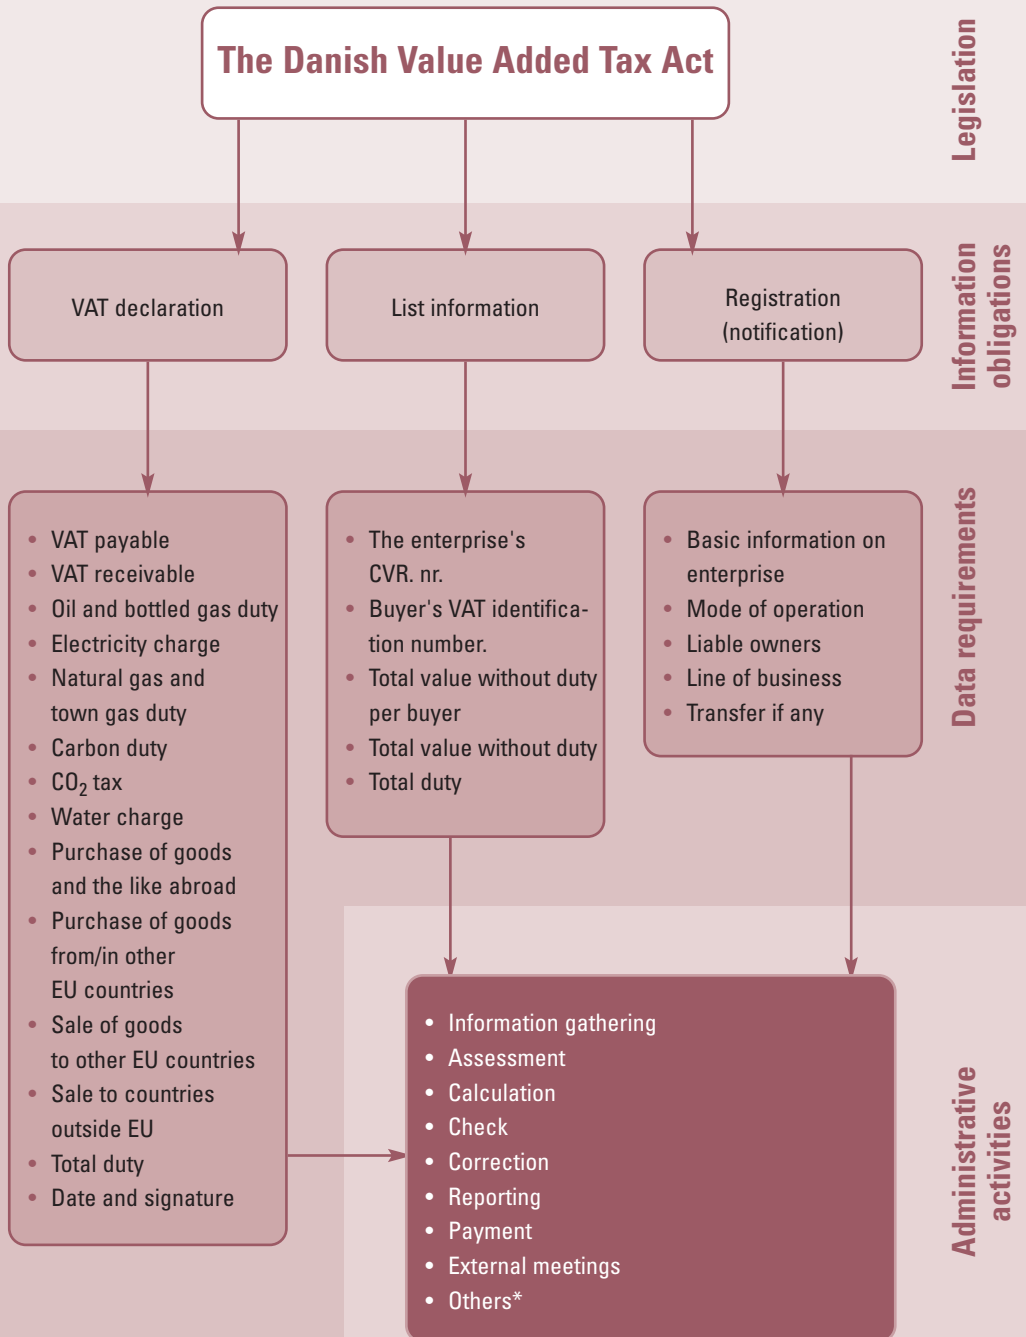 The Danish Value Added Tax Act
Legislation
VAT declaration
List information
Registration
(notification)
Information
obligations
• VAT payable
• VAT receivable
• Oil and bottled gas duty
• Electricity charge
• Natural gas and
town gas duty
• Carbon duty
• CO₂ tax
• Water charge
• Purchase of goods
and the like abroad
• Purchase of goods
from/in other
EU countries
• Sale of goods
to other EU countries
• Sale to countries
outside EU
• Total duty
• Date and signature
• The enterprise's
CVR. nr.
• Buyer's VAT identifica-
tion number.
• Total value without duty
per buyer
• Total value without duty
• Total duty
• Basic information on
enterprise
• Mode of operation
• Liable owners
• Line of business
• Transfer if any
Data requirements
• Information gathering
• Assessment
• Calculation
• Check
• Correction
• Reporting
• Payment
• External meetings
• Others*
Administrative
activities